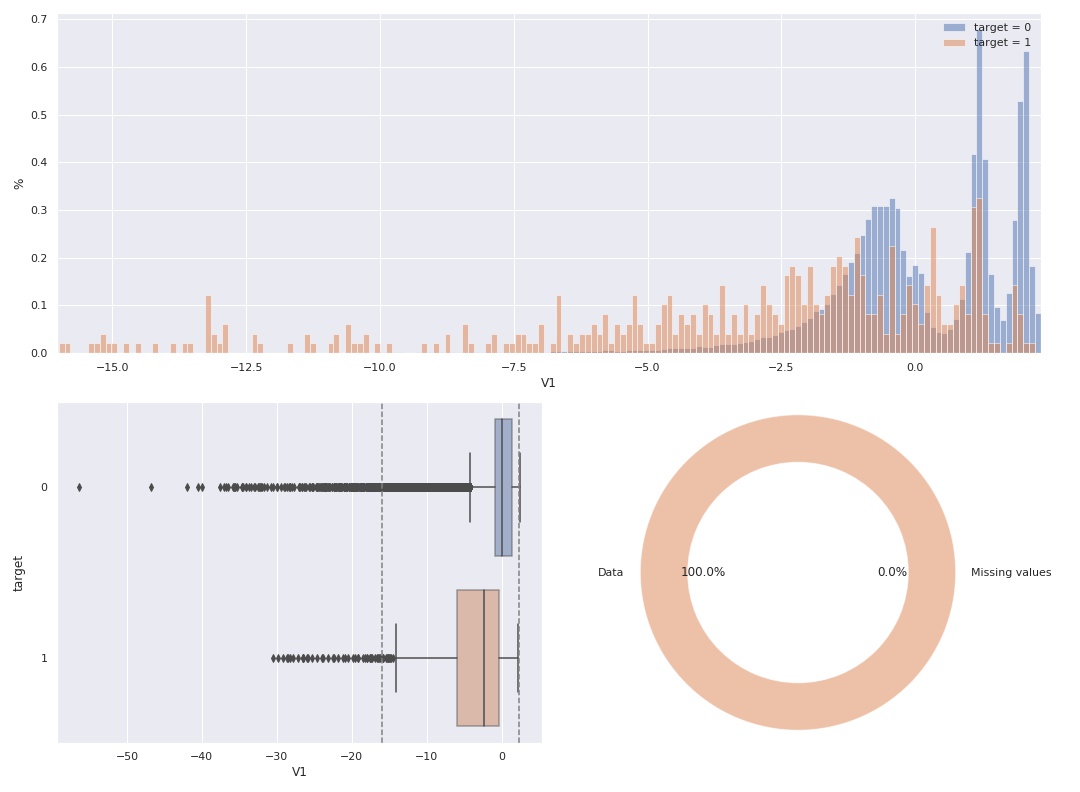 0.7
target = 0
target = 1
0.6
0.5
0.4
%
0.3
0.2
0.1
0.0
−15.0 −12.5 −10.0 −7.5 −5.0 −2.5 0.0
V1
0
target
1
−50 −40 −30 −20 −10 0
V1
Data 100.0% 0.0% Missing values